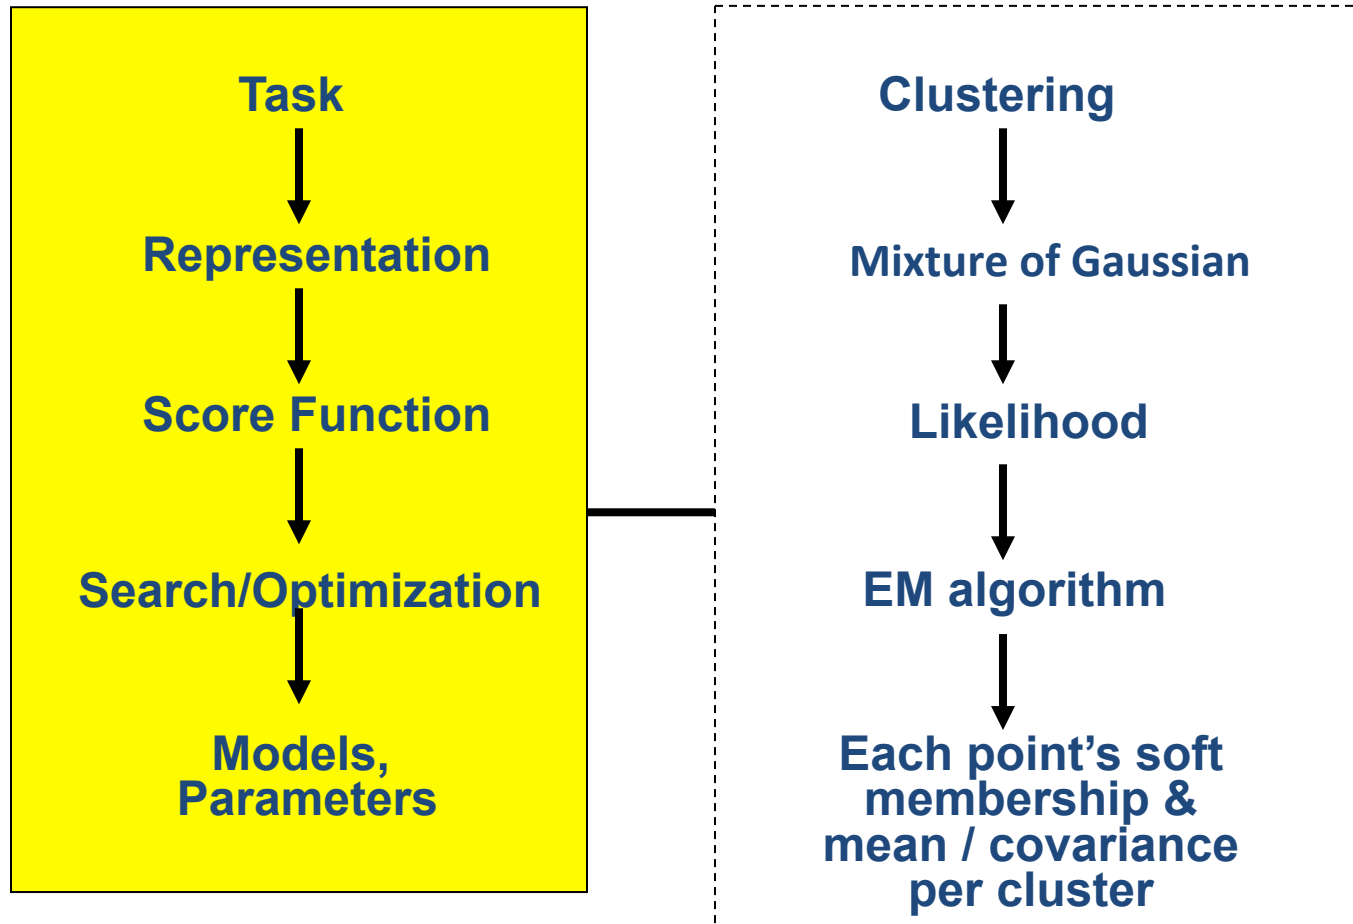 Task
Representation
Score Function
Search/Optimization
Models,
Parameters
Clustering
Mixture of Gaussian
Likelihood
EM algorithm
Each point’s soft
membership &
mean / covariance
per cluster